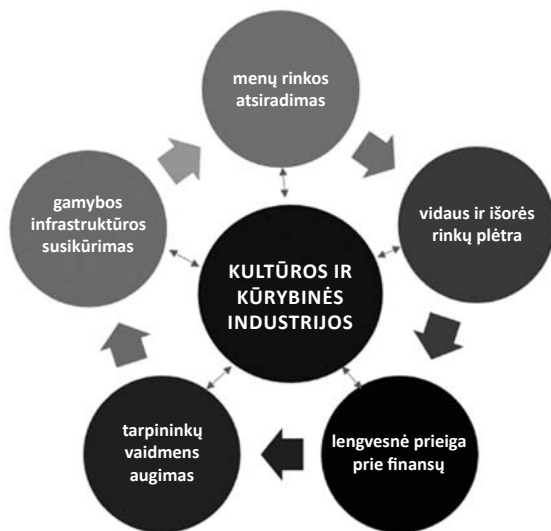 menų rinkos
atsiradimas
vidaus ir išorės
rinkų plėtra
lengvesnė prieiga
prie finansų
tarpininkų
vaidmens
augimas
gamybos
infrastruktūros
susikūrimas
KULTŪROS IR
KŪRYBINĖS
INDUSTRIJOS